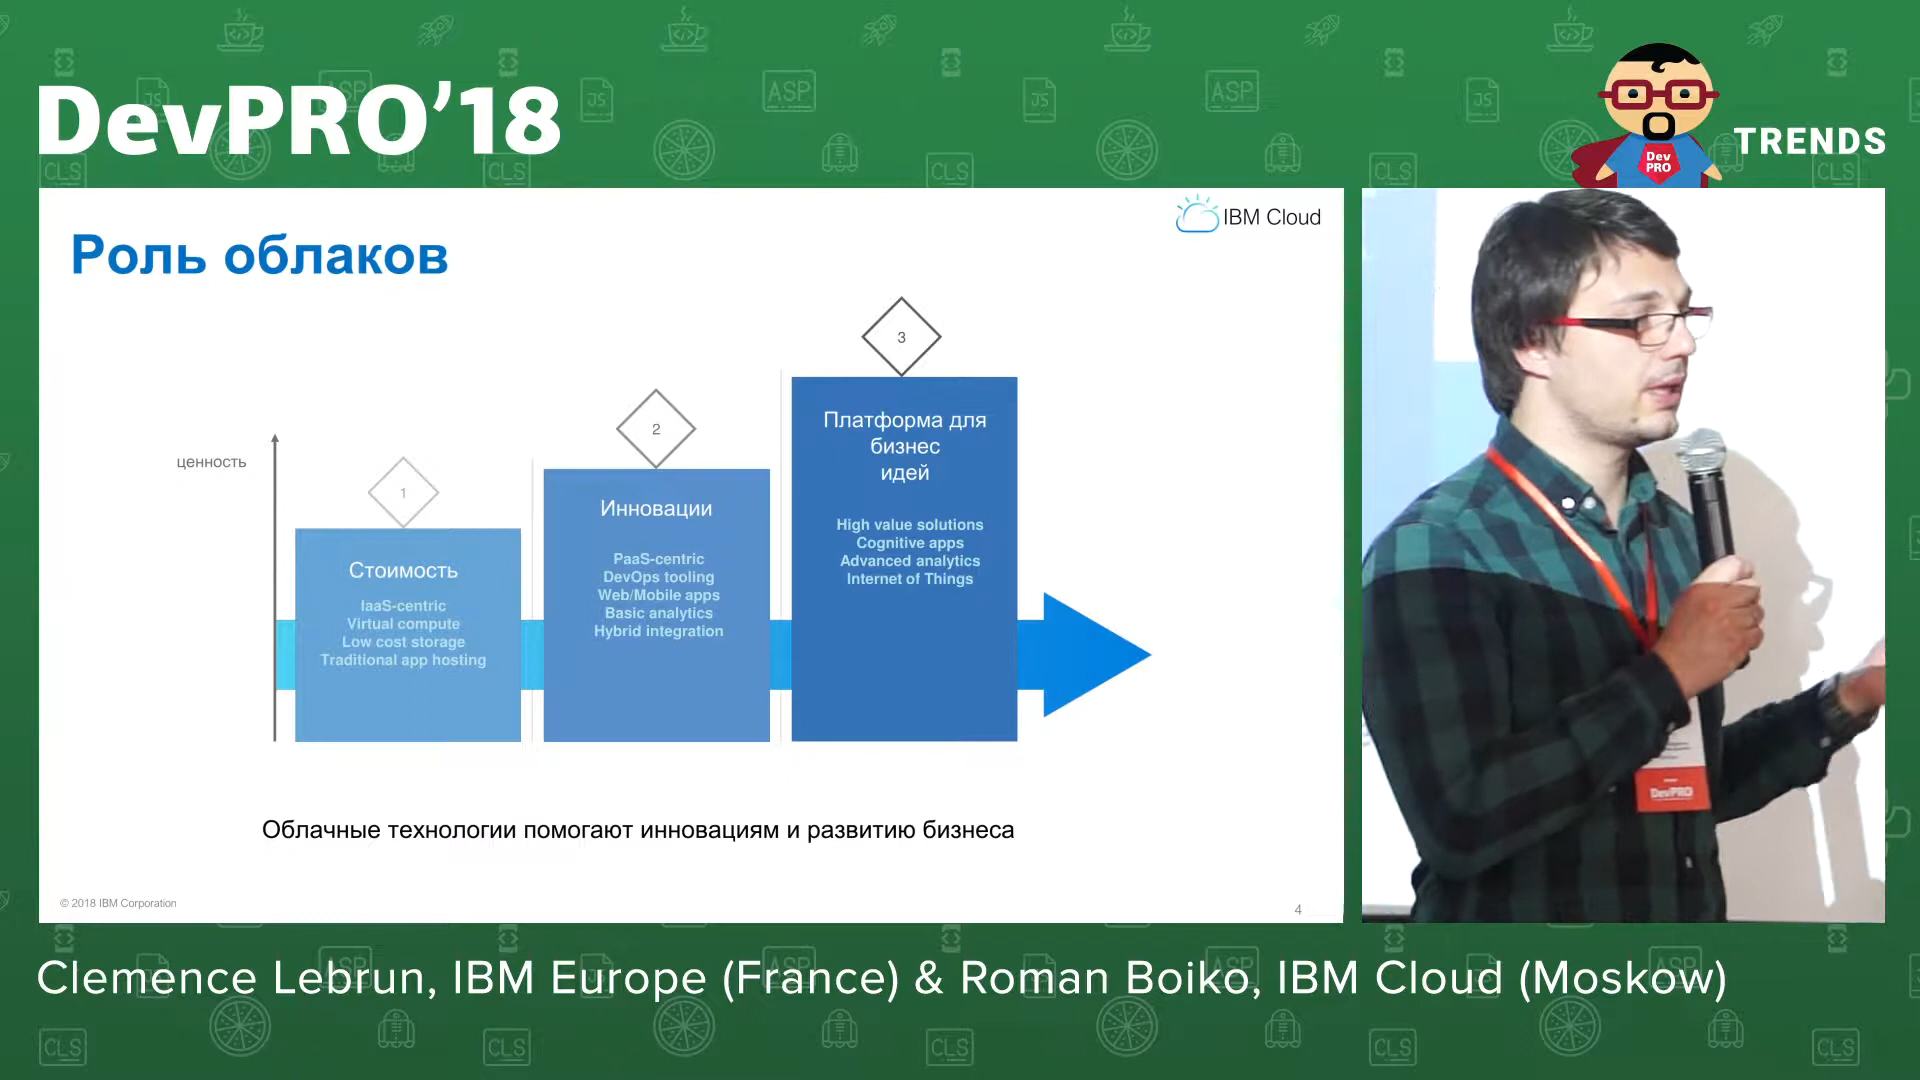 DevPRO’18
Dev
PRO
TRENDS
IBM Cloud
Роль облаков
ценность
1
Стоимость
IaaS-centric
Virtual compute
Low cost storage
Traditional app hosting
2
Инновации
PaaS-centric
DevOps tooling
Web/Mobile apps
Basic analytics
Hybrid integration
3
Платформа для
бизнес
идей
High value solutions
Cognitive apps
Advanced analytics
Internet of Things
Облачные технологии помогают инновациям и развитию бизнеса
© 2018 IBM Corporation
4
DevPRO
Clemence Lebrun, IBM Europe (France) & Roman Boiko, IBM Cloud (Moskow)
ASP
JS
CLS